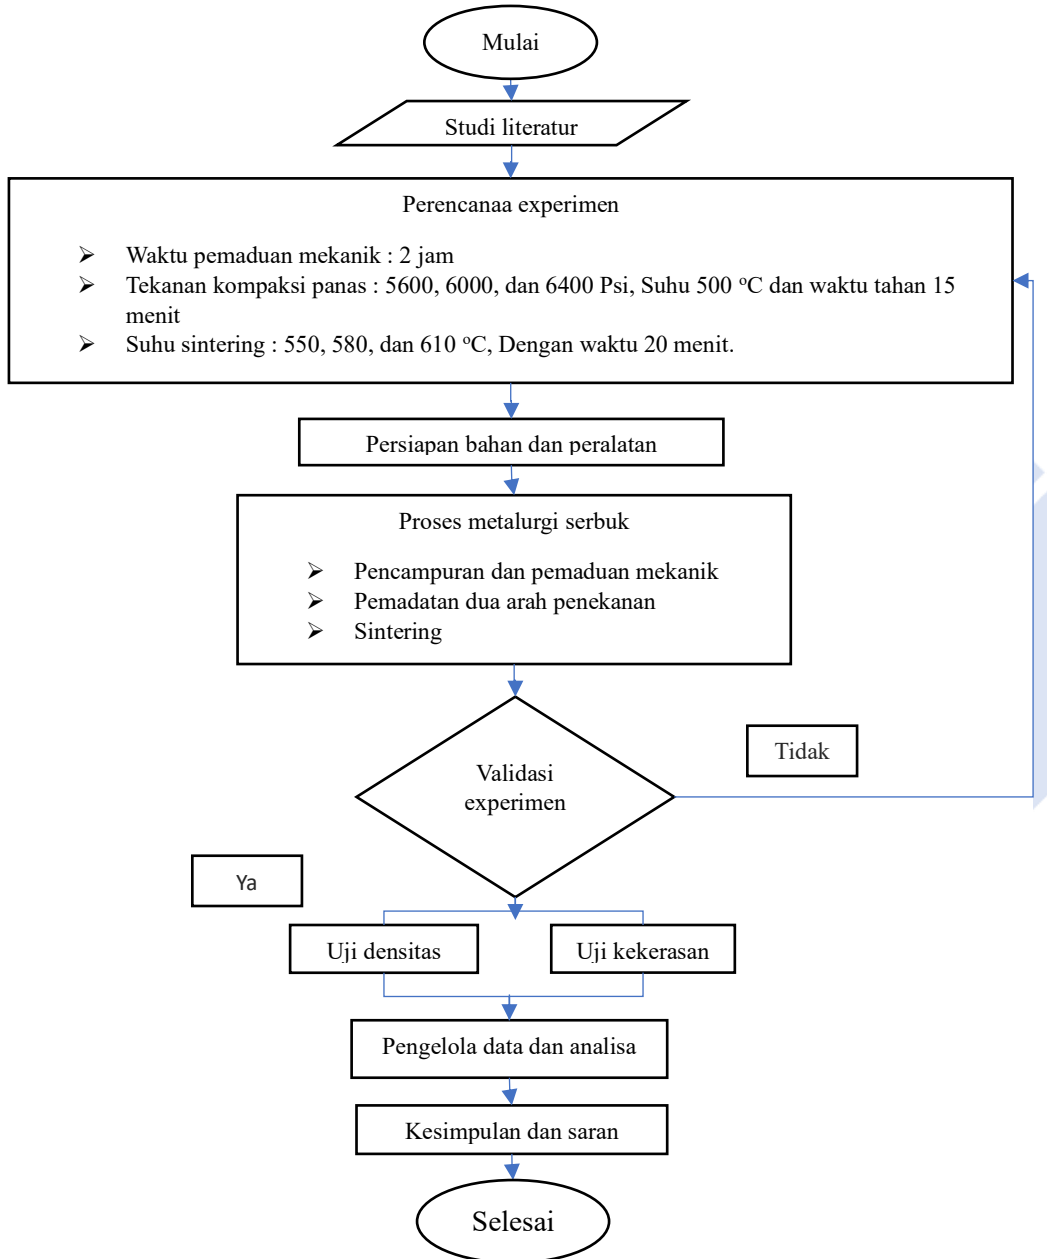 Mulai
Studi literatur
Perencanaa experimen
➢ Waktu pemaduan mekanik : 2 jam
➢ Tekanan kompaksi panas : 5600, 6000, dan 6400 Psi, Suhu 500 ᵒC dan waktu tahan 15
menit
➢ Suhu sintering : 550, 580, dan 610 ᵒC, Dengan waktu 20 menit.
Persiapan bahan dan peralatan
Proses metalurgi serbuk
➢ Pencampuran dan pemaduan mekanik
➢ Pemadatan dua arah penekanan
➢ Sintering
Tidak
Validasi
experimen
Ya
Uji densitas
Uji kekerasan
Pengelola data dan analisa
Kesimpulan dan saran
Selesai